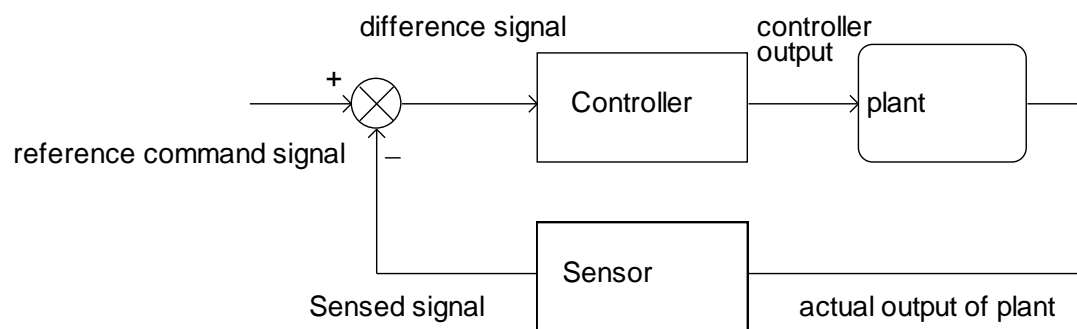 difference signal
controller
output
+
Controller
plant
reference command signal
–
Sensor
Sensed signal
actual output of plant